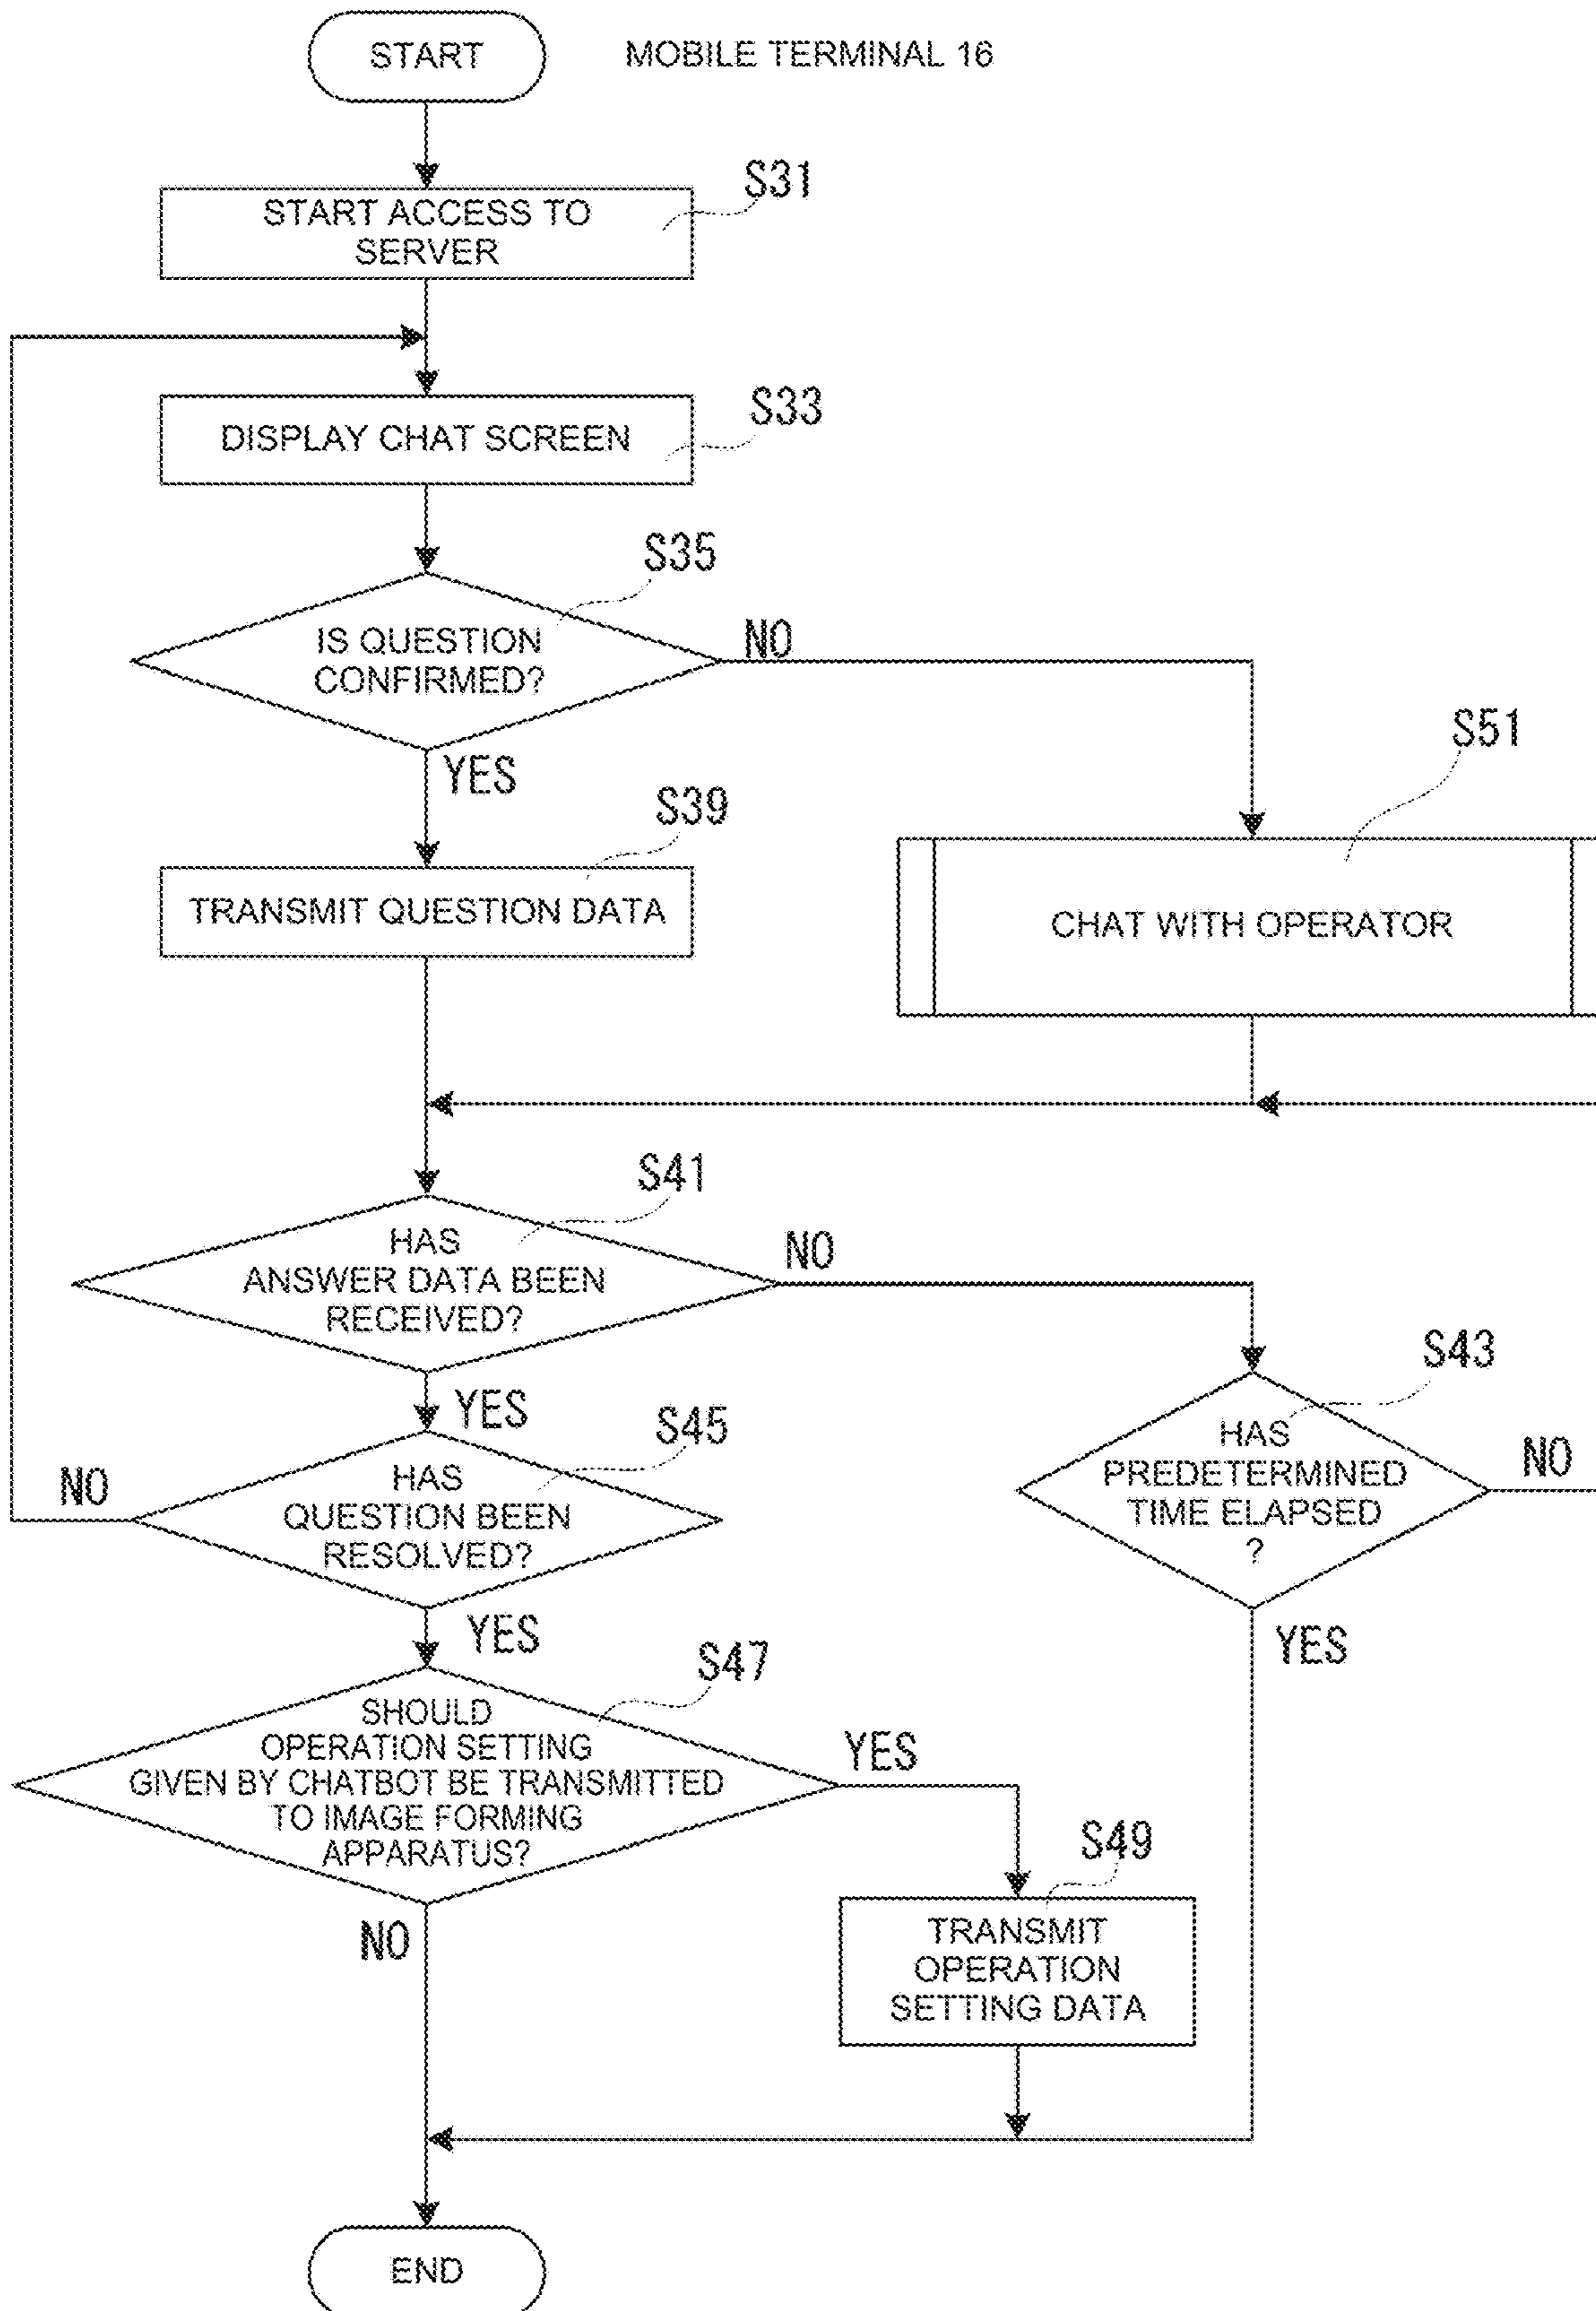 START
MOBILE TERMINAL 16
S31
START ACCESS TO
SERVER
S33
DISPLAY CHAT SCREEN
S35
IS QUESTION
CONFIRMED?
NO
YES
S51
S39
TRANSMIT QUESTION DATA
CHAT WITH OPERATOR
S41
HAS
ANSWER DATA BEEN
RECEIVED?
NO
YES
S43
HAS
PREDETERMINED
TIME ELAPSED
?
NO
YES
S45
HAS
QUESTION BEEN
RESOLVED?
NO
YES
S47
SHOULD
OPERATION SETTING
GIVEN BY CHATBOT BE TRANSMITTED
TO IMAGE FORMING
APPARATUS?
YES
NO
S49
TRANSMIT
OPERATION
SETTING DATA
END